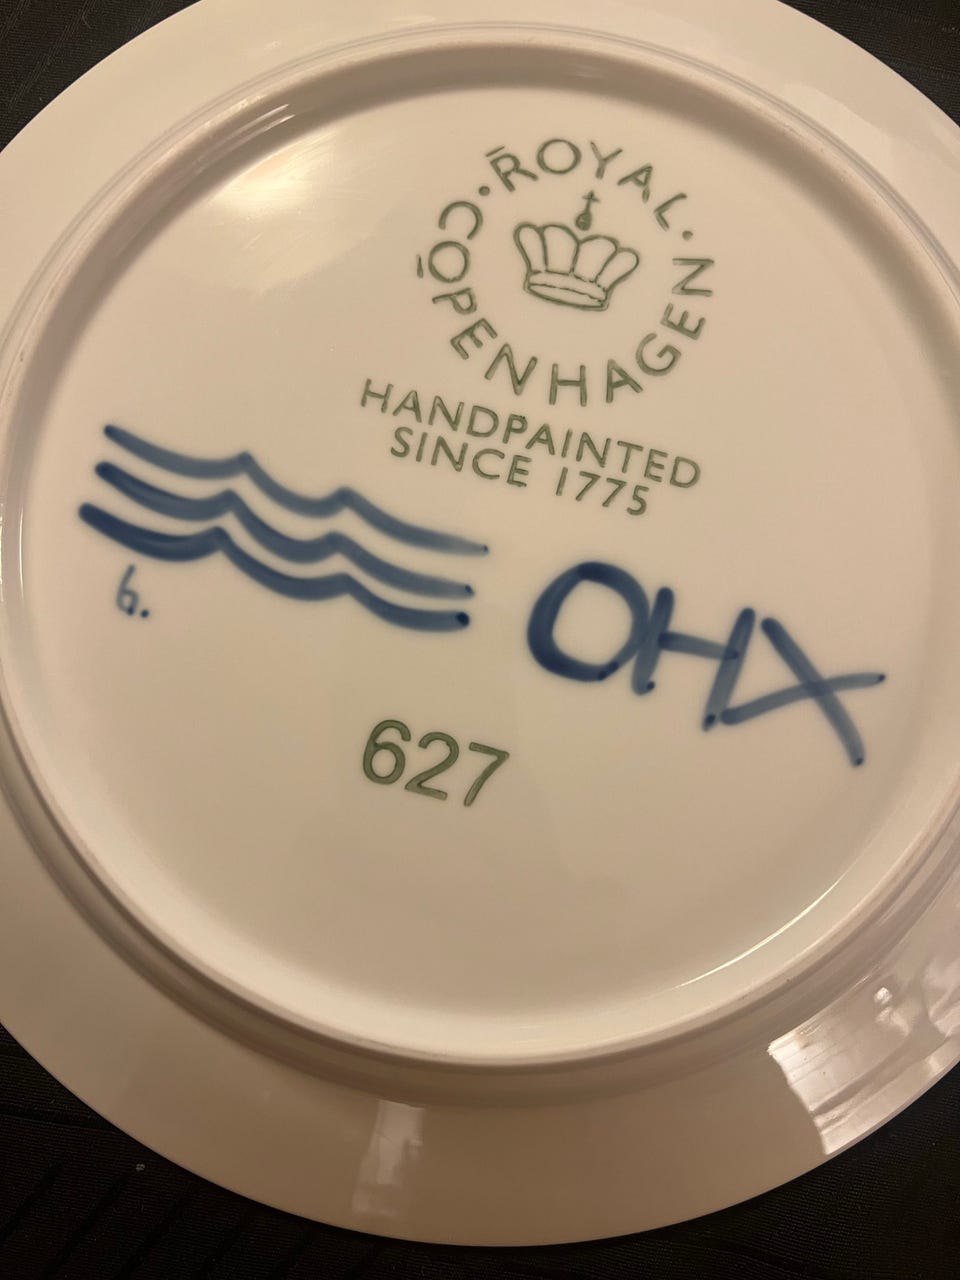 ROYAL · COPENHAGEN ·
HANDPAINTED
SINCE 1775
OHX
6.
627